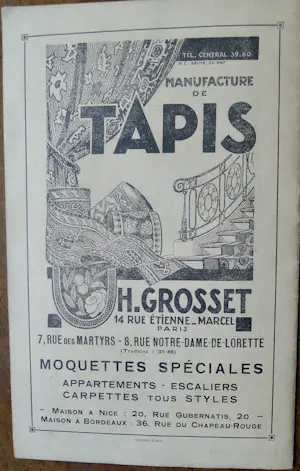 TÉL. CENTRAL 39.60
MANUFACTURE
DE
TAPIS
H. GROSSET
14 RUE ÉTIENNE-MARCEL
PARIS
7, RUE DES MARTYRS - 8, RUE NOTRE-DAME-DE-LORETTE
MOQUETTES SPÉCIALES
APPARTEMENTS - ESCALIERS
CARPETTES TOUS STYLES
— MAISON A NICE : 20, RUE GUBERNATIS, 20 —
MAISON A BORDEAUX : 36, RUE DU CHAPEAU-ROUGE